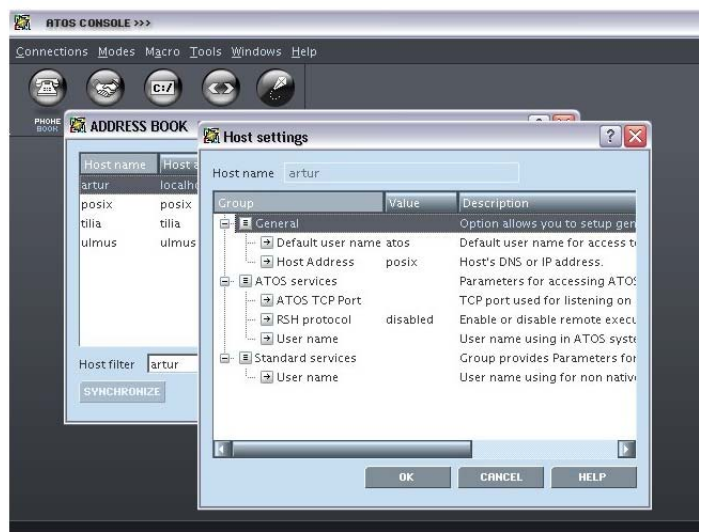 ATOS CONSOLE >>>
Connections Modes Macro Tools Windows Help
C:/
PHONE
BOOK
ADDRESS BOOK
Host name Host a
artur localho
posix posix
tilia tilia
ulmus ulmus
Host filter artur
SYNCHRONIZE
Host settings
Host name artur
Group Value Description
General Option allows you to setup gen
Default user name atos Default user name for access t
Host Address posix Host's DNS or IP address.
ATOS services Parameters for accessing ATOS
ATOS TCP Port TCP port used for listening on
RSH protocol disabled Enable or disable remote execu
User name User name using in ATOS syste
Standard services Group provides Parameters for
User name User name using for non nativ
OK CANCEL HELP